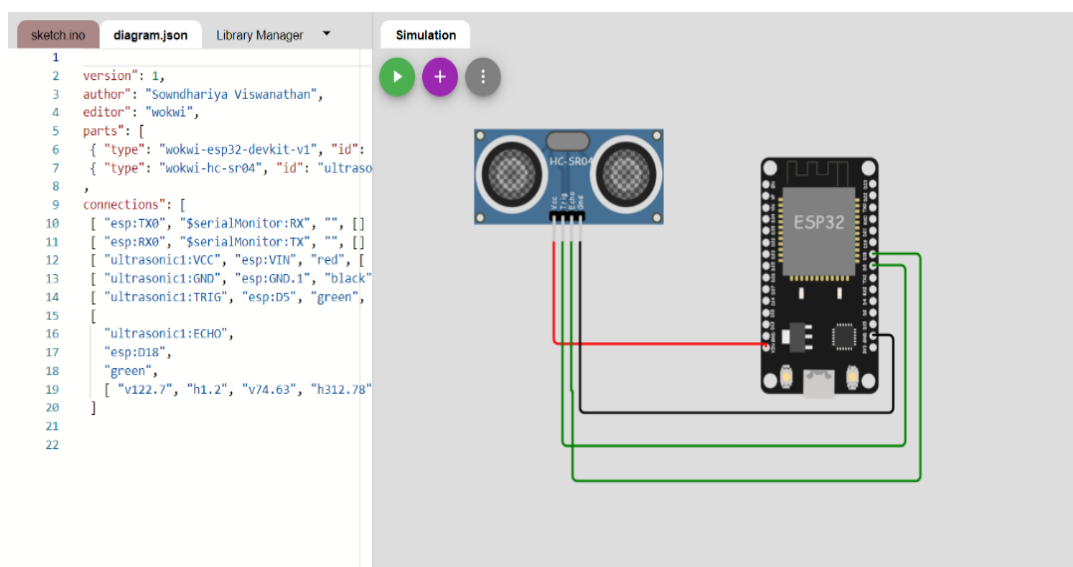 sketch.ino
diagram.json
Library Manager
Simulation
1
2 version": 1,
3 author": "Sowndhariya Viswanathan",
4 editor": "wokwi",
5 parts": [
6 { "type": "wokwi-esp32-devkit-v1", "id":
7 { "type": "wokwi-hc-sr04", "id": "ultraso
8 ,
9 connections": [
10 [ "esp:TX0", "$serialMonitor:RX", "", []
11 [ "esp:RX0", "$serialMonitor:TX", "", []
12 [ "ultrasonic1:VCC", "esp:VIN", "red", [
13 [ "ultrasonic1:GND", "esp:GND.1", "black"
14 [ "ultrasonic1:TRIG", "esp:D5", "green",
15 [
16 "ultrasonic1:ECHO",
17 "esp:D18",
18 "green",
19 [ "v122.7", "h1.2", "v74.63", "h312.78"
20 ]
21
22
HC-SR04
Vcc
Trig
Echo
Gnd
ESP32
VIN